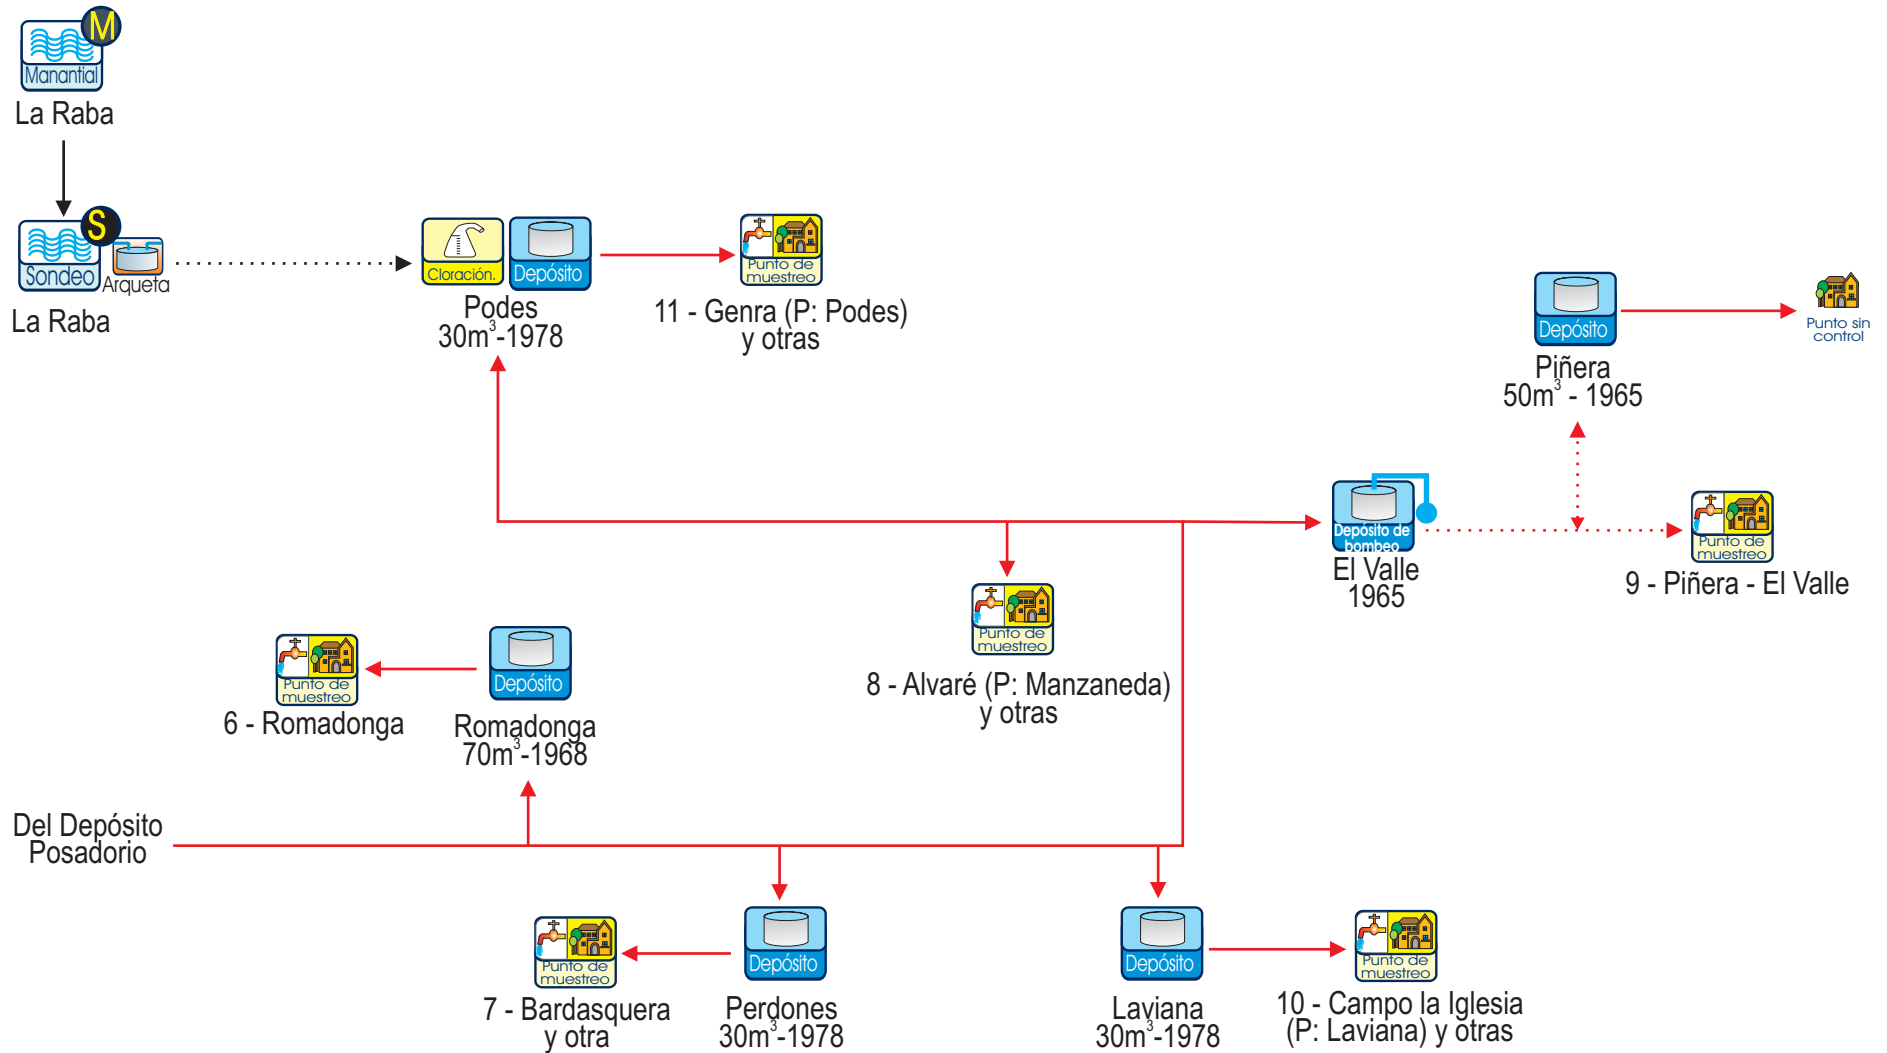 M
Manantial
La Raba
S
Sondeo
Arqueta
La Raba
Cloración.
Depósito
Podes
30m³-1978
Punto de
muestreo
11 - Genra (P: Podes)
y otras
Depósito
Piñera
50m³ - 1965
Punto sin
control
Depósito de
bombeo
El Valle
1965
Punto de
muestreo
9 - Piñera - El Valle
Punto de
muestreo
8 - Alvaré (P: Manzaneda)
y otras
Punto de
muestreo
6 - Romadonga
Depósito
Romadonga
70m³-1968
Del Depósito
Posadorio
Punto de
muestreo
7 - Bardasquera
y otra
Depósito
Perdones
30m³-1978
Depósito
Laviana
30m³-1978
Punto de
muestreo
10 - Campo la Iglesia
(P: Laviana) y otras